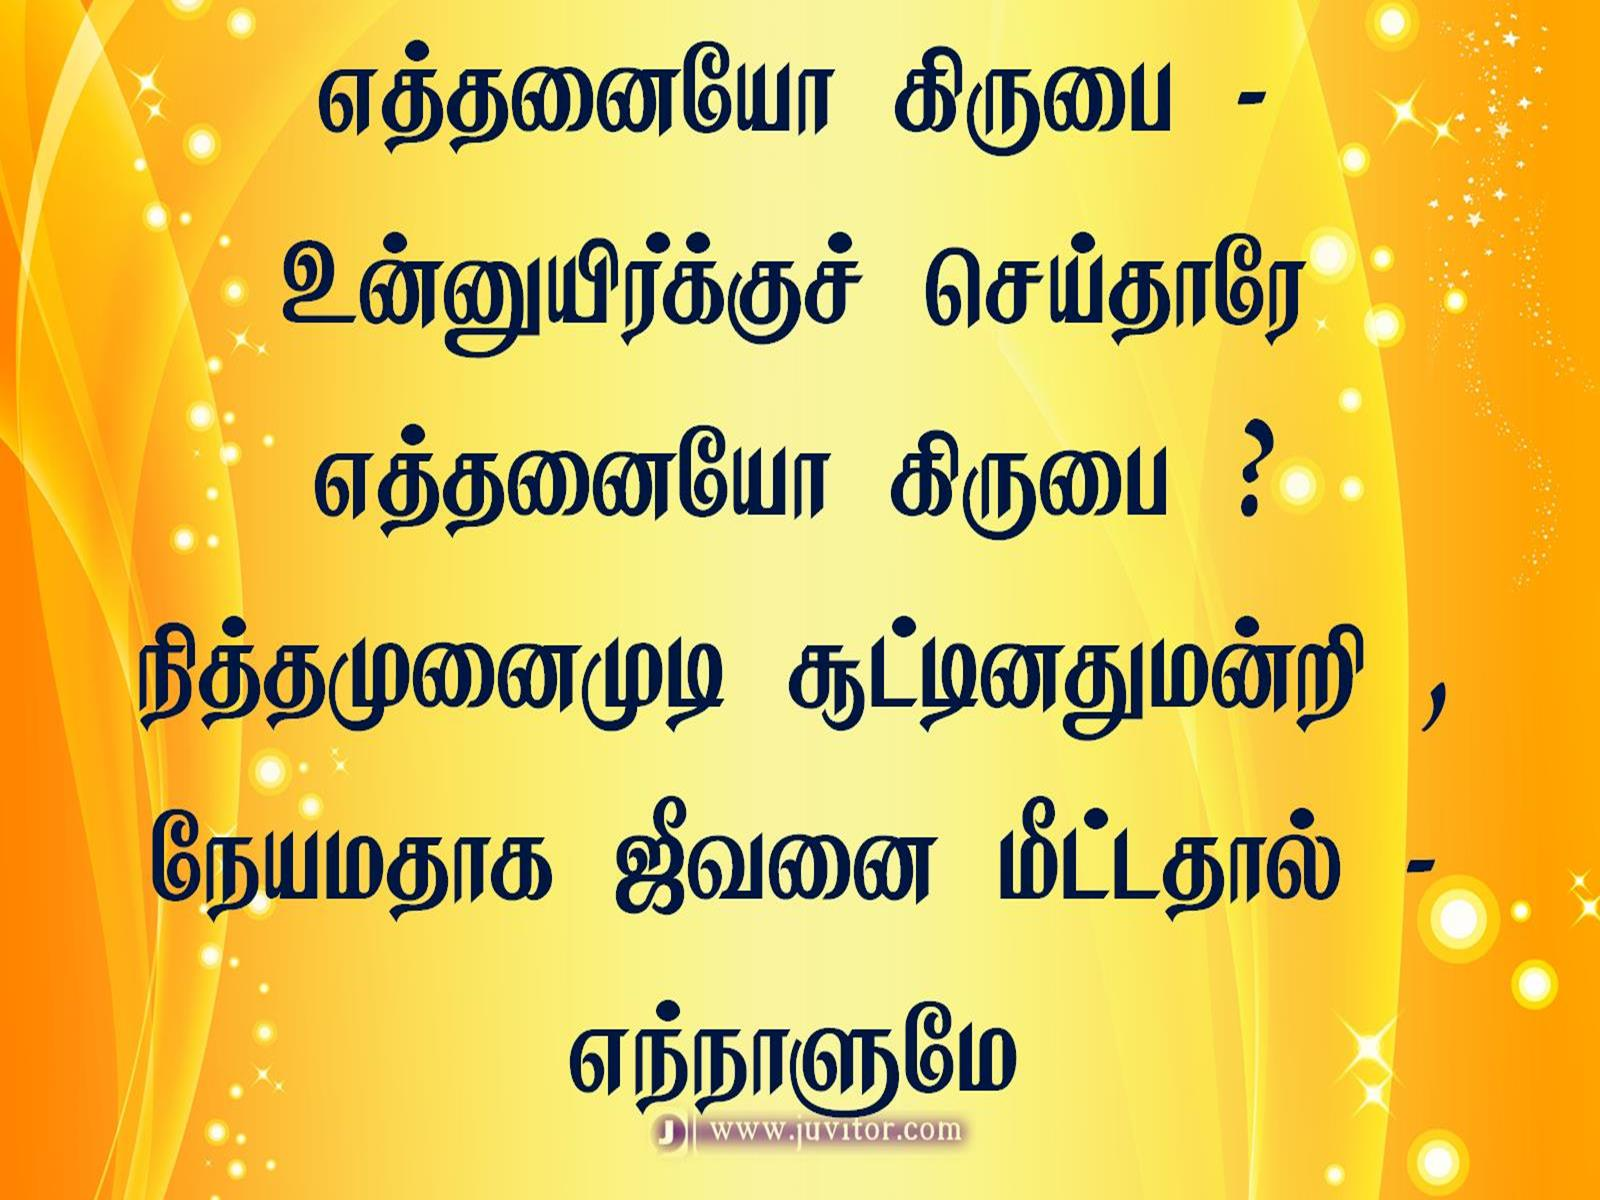 எத்தனையோ கிருபை -
உன்னுயிர்க்குச் செய்தாரே
எத்தனையோ கிருபை ?
நித்தமுனைமுடி சூட்டினதுமன்றி ,
நேயமதாக ஜீவனை மீட்டதால் -
எந்நாளுமே
J www.juvitor.com